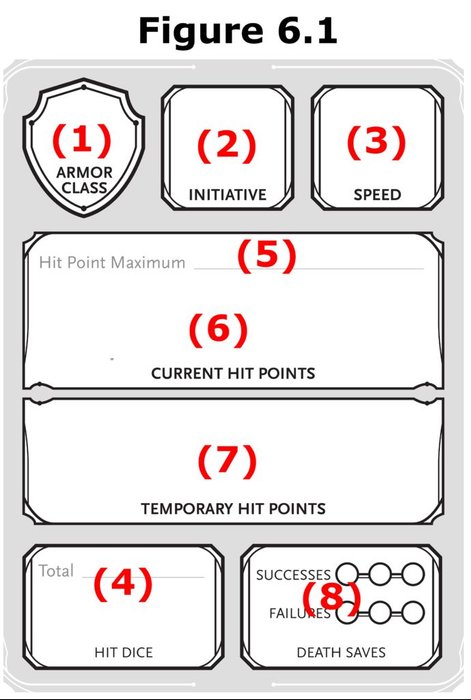 Figure 6.1
(1)
ARMOR
CLASS
(2)
INITIATIVE
(3)
SPEED
Hit Point Maximum (5)
(6)
CURRENT HIT POINTS
(7)
TEMPORARY HIT POINTS
Total (4)
HIT DICE
SUCCESSES
(8)
FAILURES
DEATH SAVES